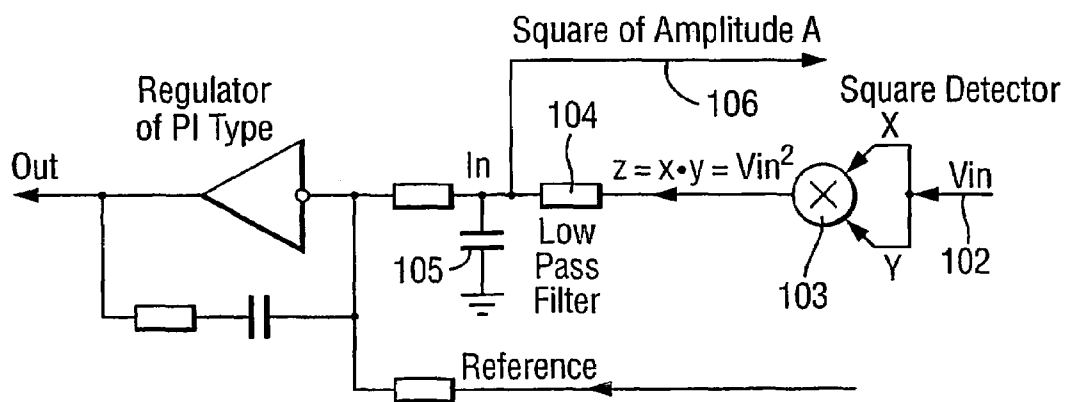 Square of Amplitude A
Regulator
of PI Type
104
106
Square Detector
X
Out
In
z = x•y = Vin²
Vin
105
Low
Pass
Filter
103
Y
102
Reference